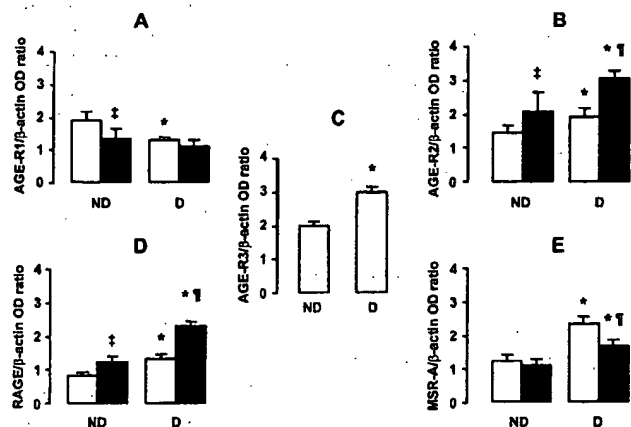 A
AGE-R1/β-actin OD ratio
4
3
2
1
0
‡
*
ND D
B
AGE-R2/β-actin OD ratio
4
3
2
1
0
‡
*
* ¶
ND D
C
AGE-R3/β-actin OD ratio
4
3
2
1
0
*
ND D
D
RAGE/β-actin OD ratio
4
3
2
1
0
‡
*
* ¶
ND D
E
MSR-A/β-actin OD ratio
4
3
2
1
0
*
* ¶
ND D